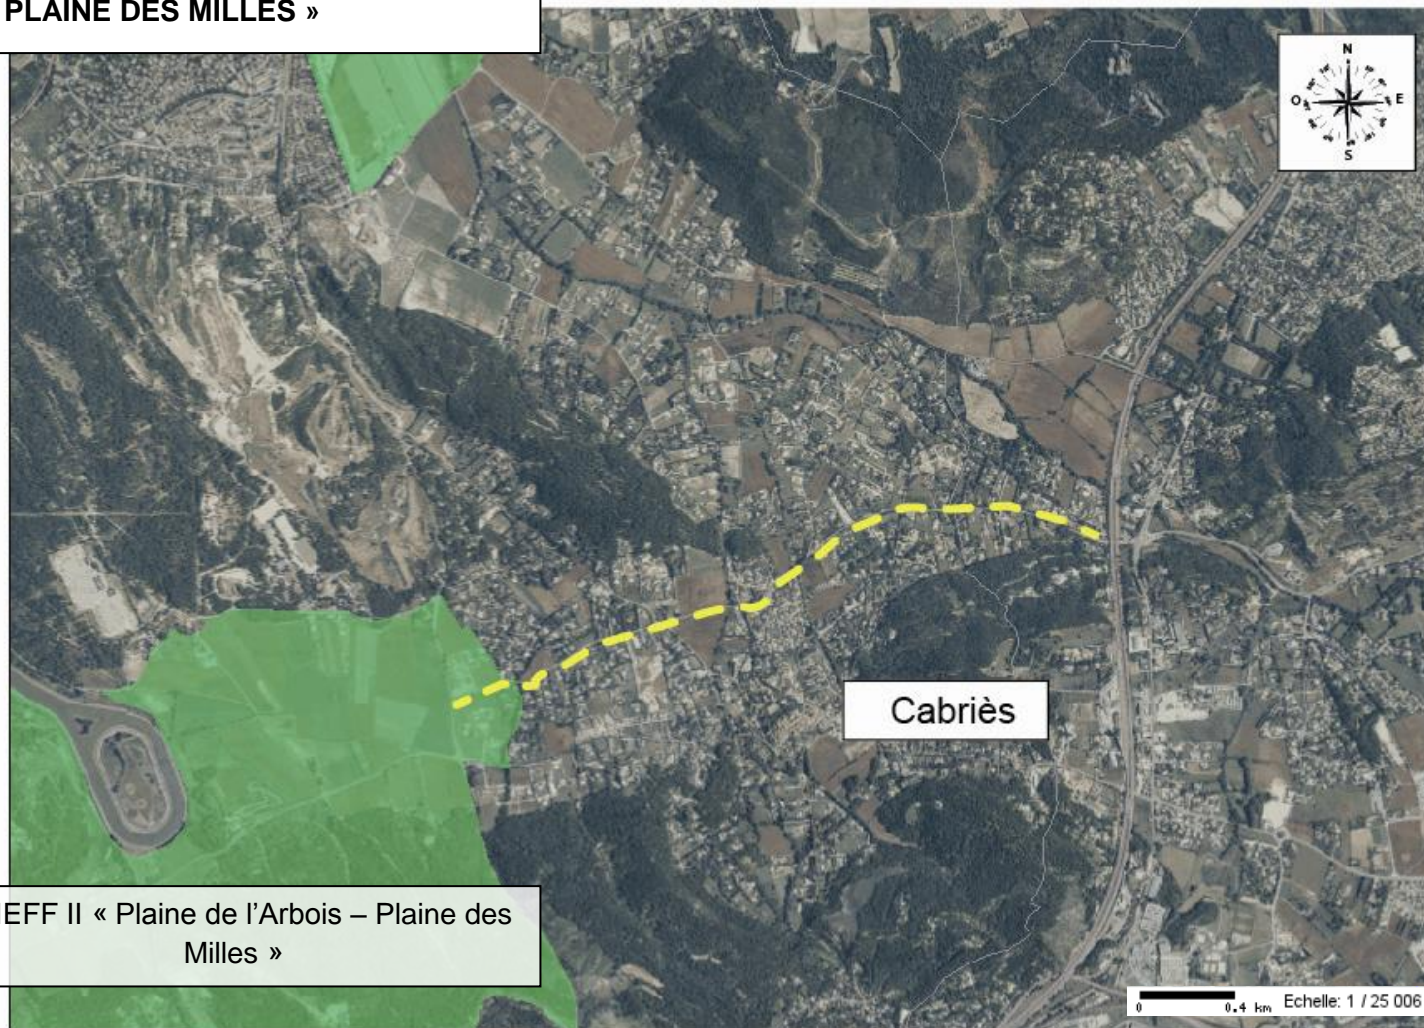 PLAINE DES MILLES »
N
O
E
S
Cabriès
IEFF II « Plaine de l’Arbois – Plaine des
Milles »
0 0.4 km Echelle: 1 / 25 006